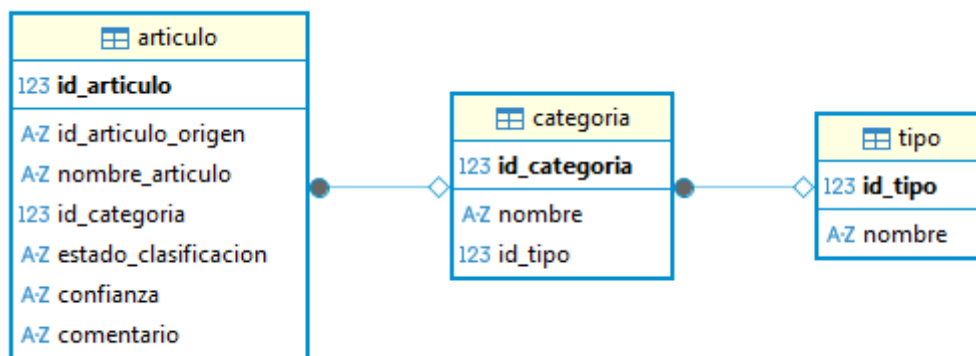 articulo
123 id_articulo
A-Z id_articulo_origen
A-Z nombre_articulo
123 id_categoria
A-Z estado_clasificacion
A-Z confianza
A-Z comentario
categoria
123 id_categoria
A-Z nombre
123 id_tipo
tipo
123 id_tipo
A-Z nombre